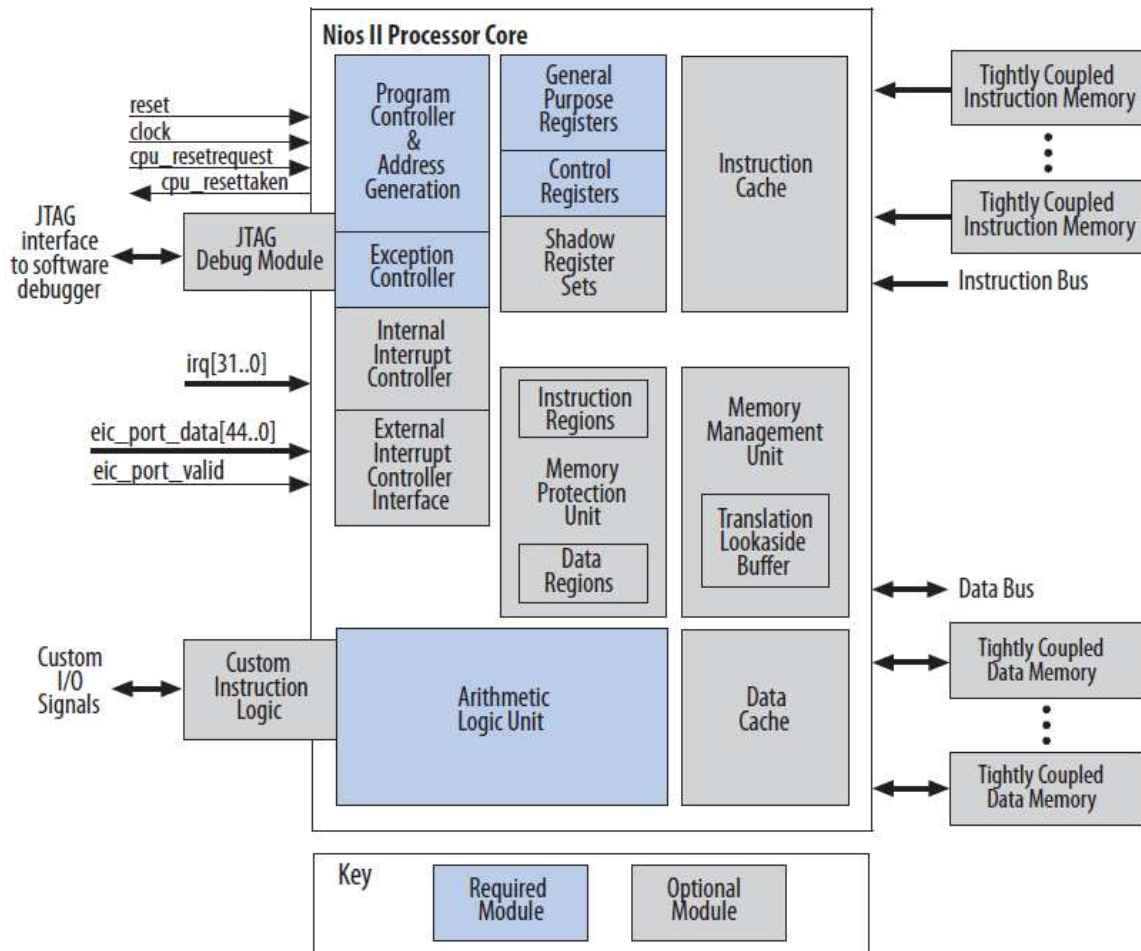 Nios II Processor Core
reset
clock
cpu_resetrequest
cpu_resettaken
JTAG
interface
to software
debugger
JTAG
Debug Module
irq[31..0]
eic_port_data[44..0]
eic_port_valid
Custom
I/O
Signals
Custom
Instruction
Logic
Program
Controller
&
Address
Generation
Exception
Controller
Internal
Interrupt
Controller
External
Interrupt
Controller
Interface
General
Purpose
Registers
Control
Registers
Shadow
Register
Sets
Instruction
Cache
Instruction
Regions
Memory
Protection
Unit
Data
Regions
Memory
Management
Unit
Translation
Lookaside
Buffer
Arithmetic
Logic Unit
Data
Cache
Tightly Coupled
Instruction Memory
Tightly Coupled
Instruction Memory
Instruction Bus
Data Bus
Tightly Coupled
Data Memory
Tightly Coupled
Data Memory
Key
Required
Module
Optional
Module